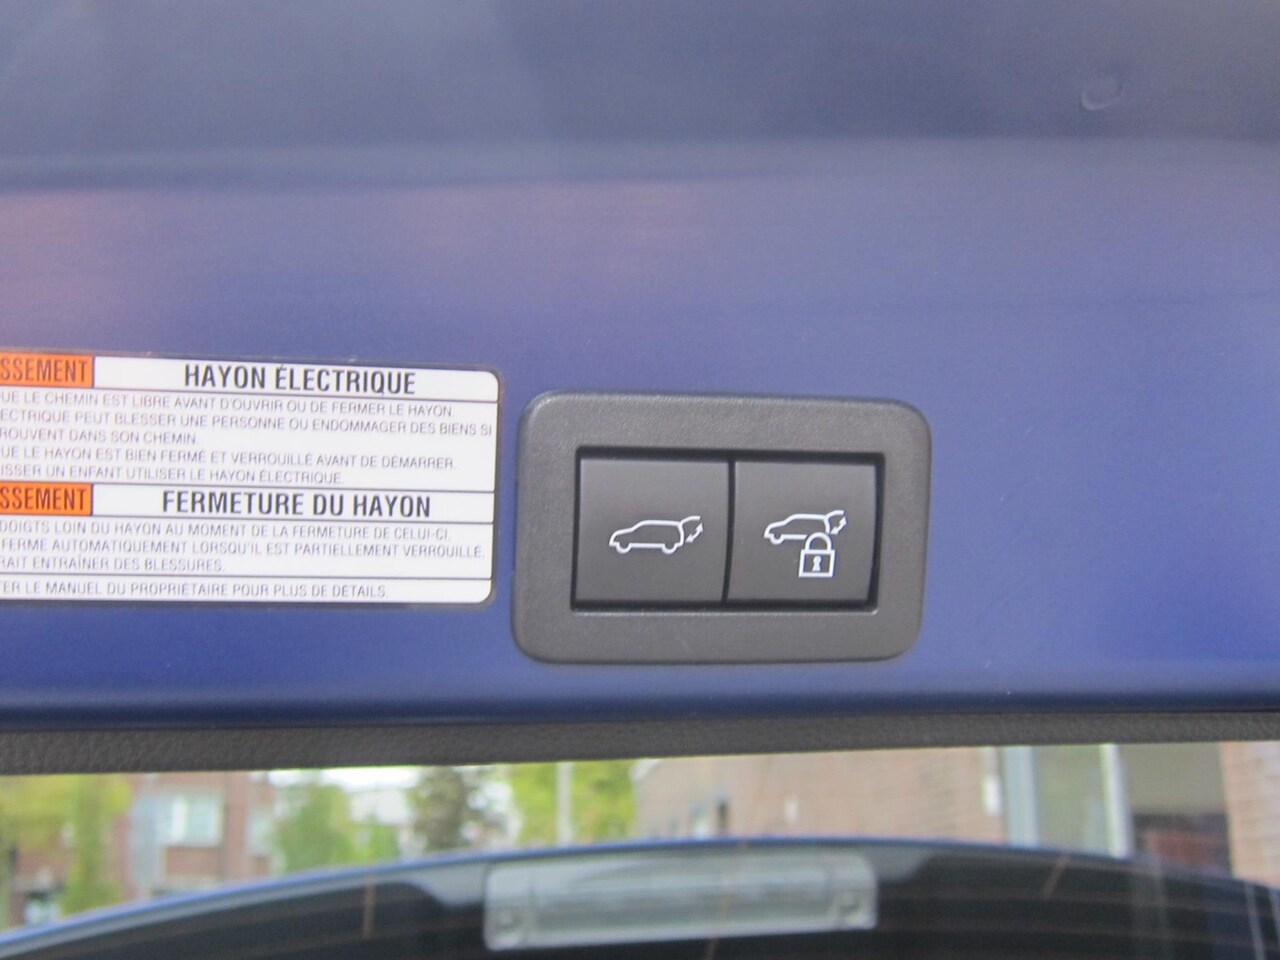 SSEMENT HAYON ÉLECTRIQUE
UE LE CHEMIN EST LIBRE AVANT D'OUVRIR OU DE FERMER LE HAYON.
ECTRIQUE PEUT BLESSER UNE PERSONNE OU ENDOMMAGER DES BIENS SI
ROUVENT DANS SON CHEMIN.
UE LE HAYON EST BIEN FERMÉ ET VERROUILLÉ AVANT DE DÉMARRER.
ISSER UN ENFANT UTILISER LE HAYON ÉLECTRIQUE.
SSEMENT FERMETURE DU HAYON
DOIGTS LOIN DU HAYON AU MOMENT DE LA FERMETURE DE CELUI-CI.
FERME AUTOMATIQUEMENT LORSQU'IL EST PARTIELLEMENT VERROUILLÉ.
RAIT ENTRAÎNER DES BLESSURES.
TER LE MANUEL DU PROPRIÉTAIRE POUR PLUS DE DÉTAILS.